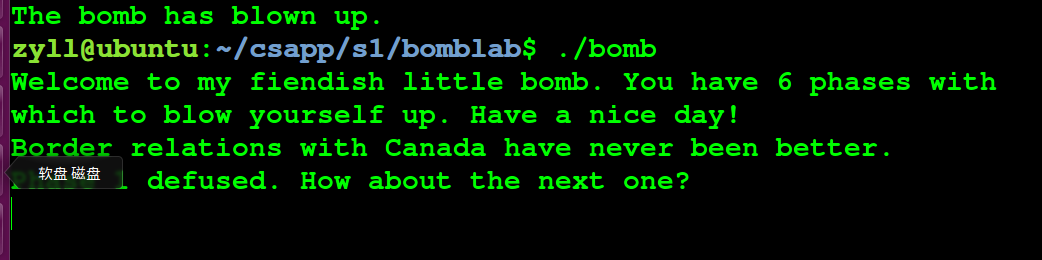 The bomb has blown up.
zyll@ubuntu:~/csapp/s1/bomblab$ ./bomb
Welcome to my fiendish little bomb. You have 6 phases with
which to blow yourself up. Have a nice day!
Border relations with Canada have never been better.
软盘 磁盘
1 defused. How about the next one?